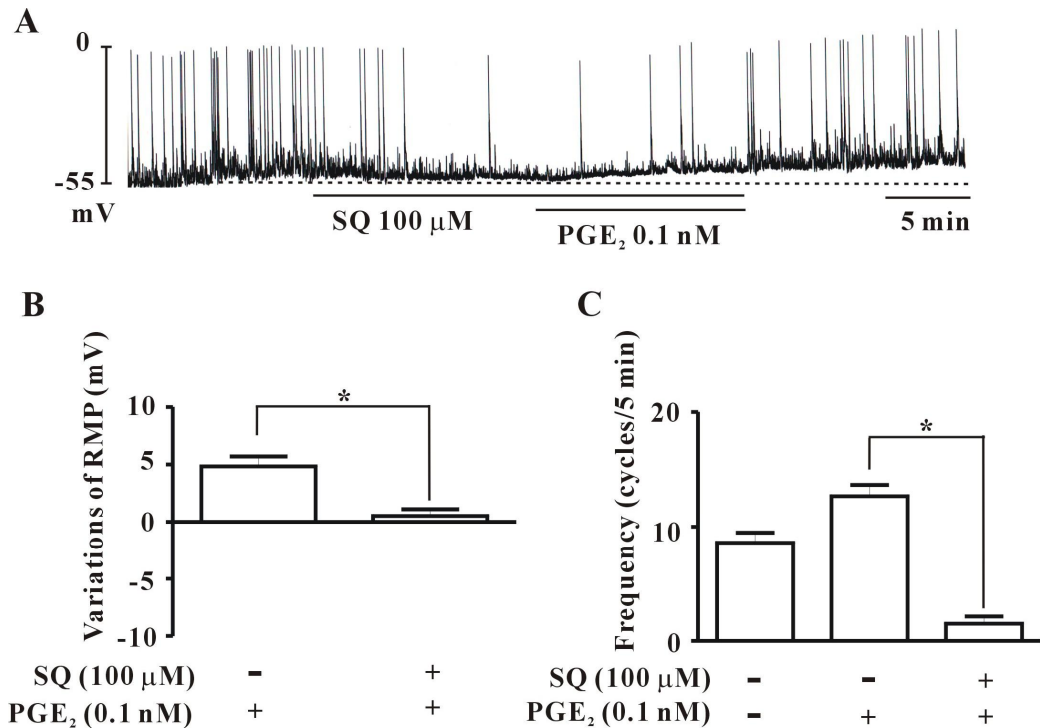 A
0
-55
mV
SQ 100 μM
PGE₂ 0.1 nM
5 min
B
Variations of RMP (mV)
10
5
0
-5
-10
*
SQ (100 μM) - +
PGE₂ (0.1 nM) + +
C
Frequency (cycles/5 min)
20
10
0
*
SQ (100 μM) - - +
PGE₂ (0.1 nM) - + +